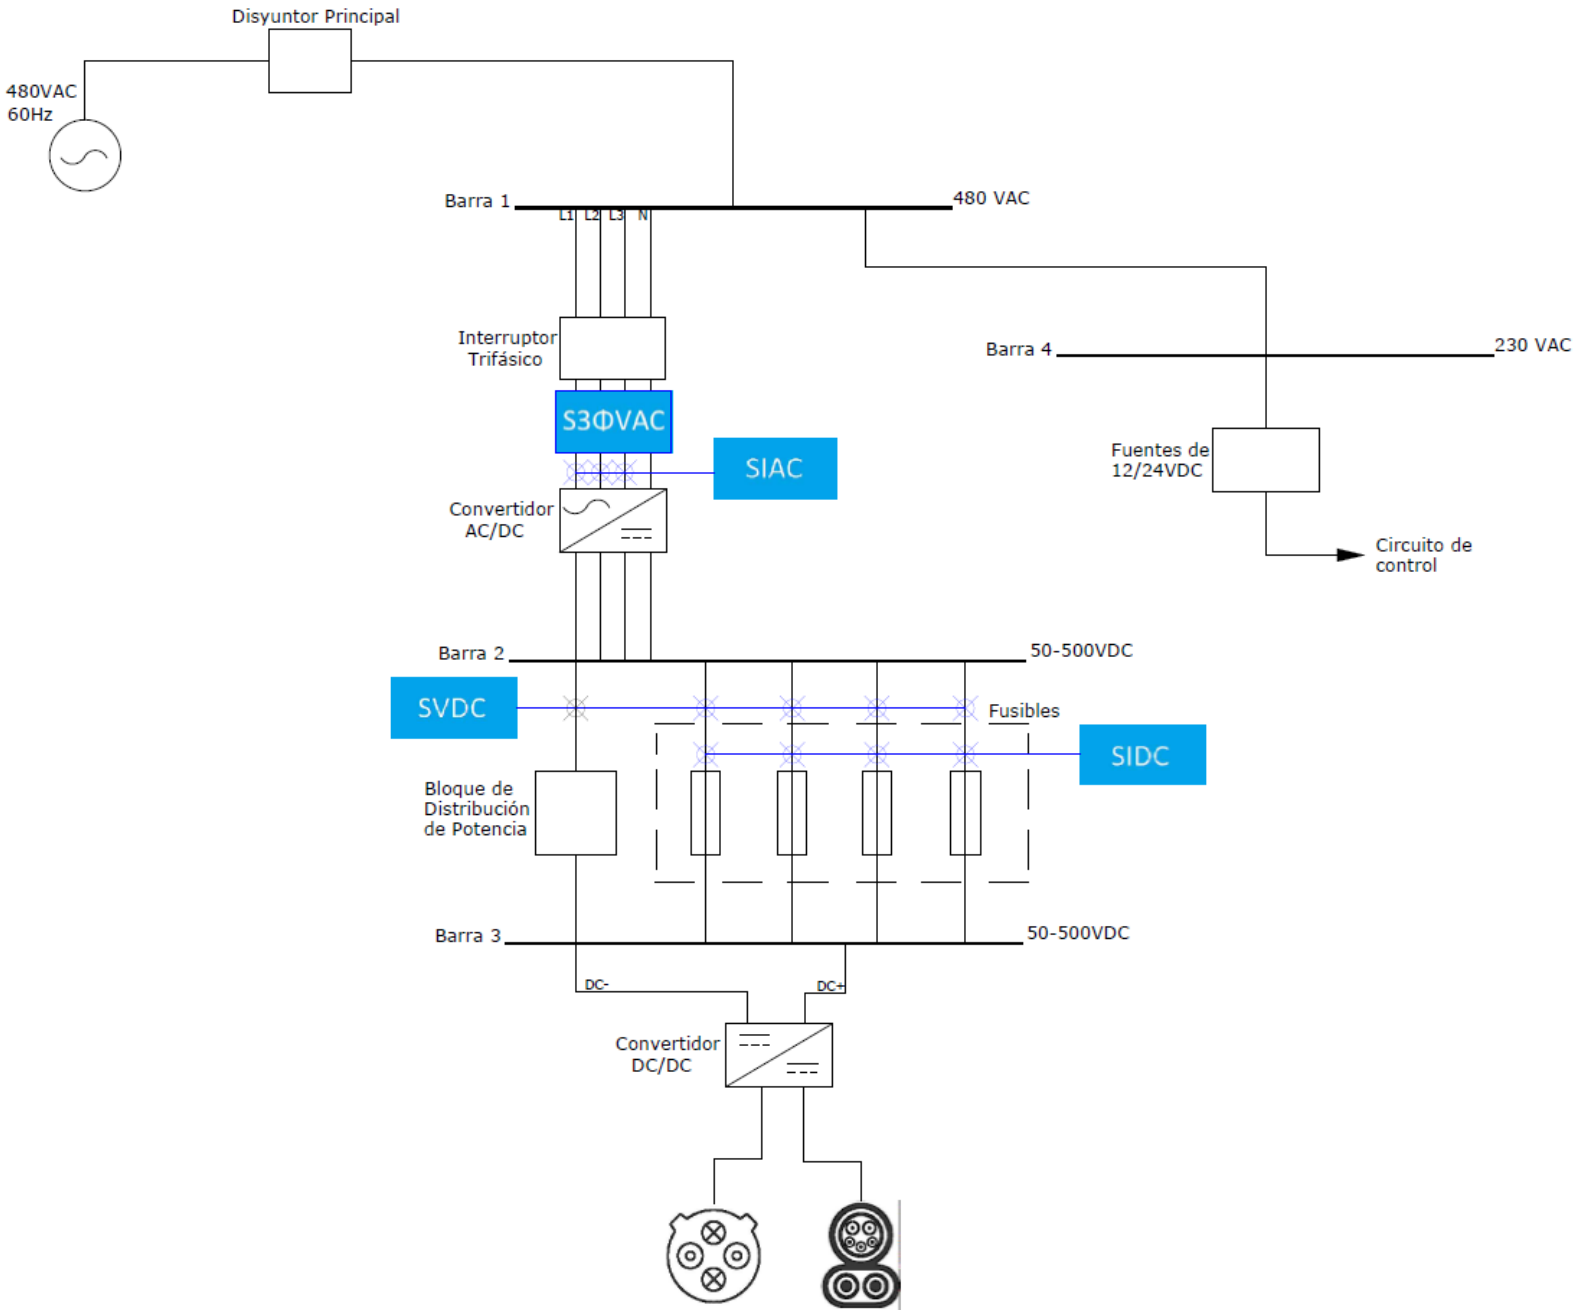 Disyuntor Principal
480VAC
60Hz
Barra 1
480 VAC
L1 L2 L3 N
Interruptor
Trifásico
Barra 4
230 VAC
S3ΦVAC
SIAC
Fuentes de
12/24VDC
Convertidor
AC/DC
Circuito de
control
Barra 2
50-500VDC
SVDC
Fusibles
SIDC
Bloque de
Distribución
de Potencia
Barra 3
50-500VDC
DC-
DC+
Convertidor
DC/DC